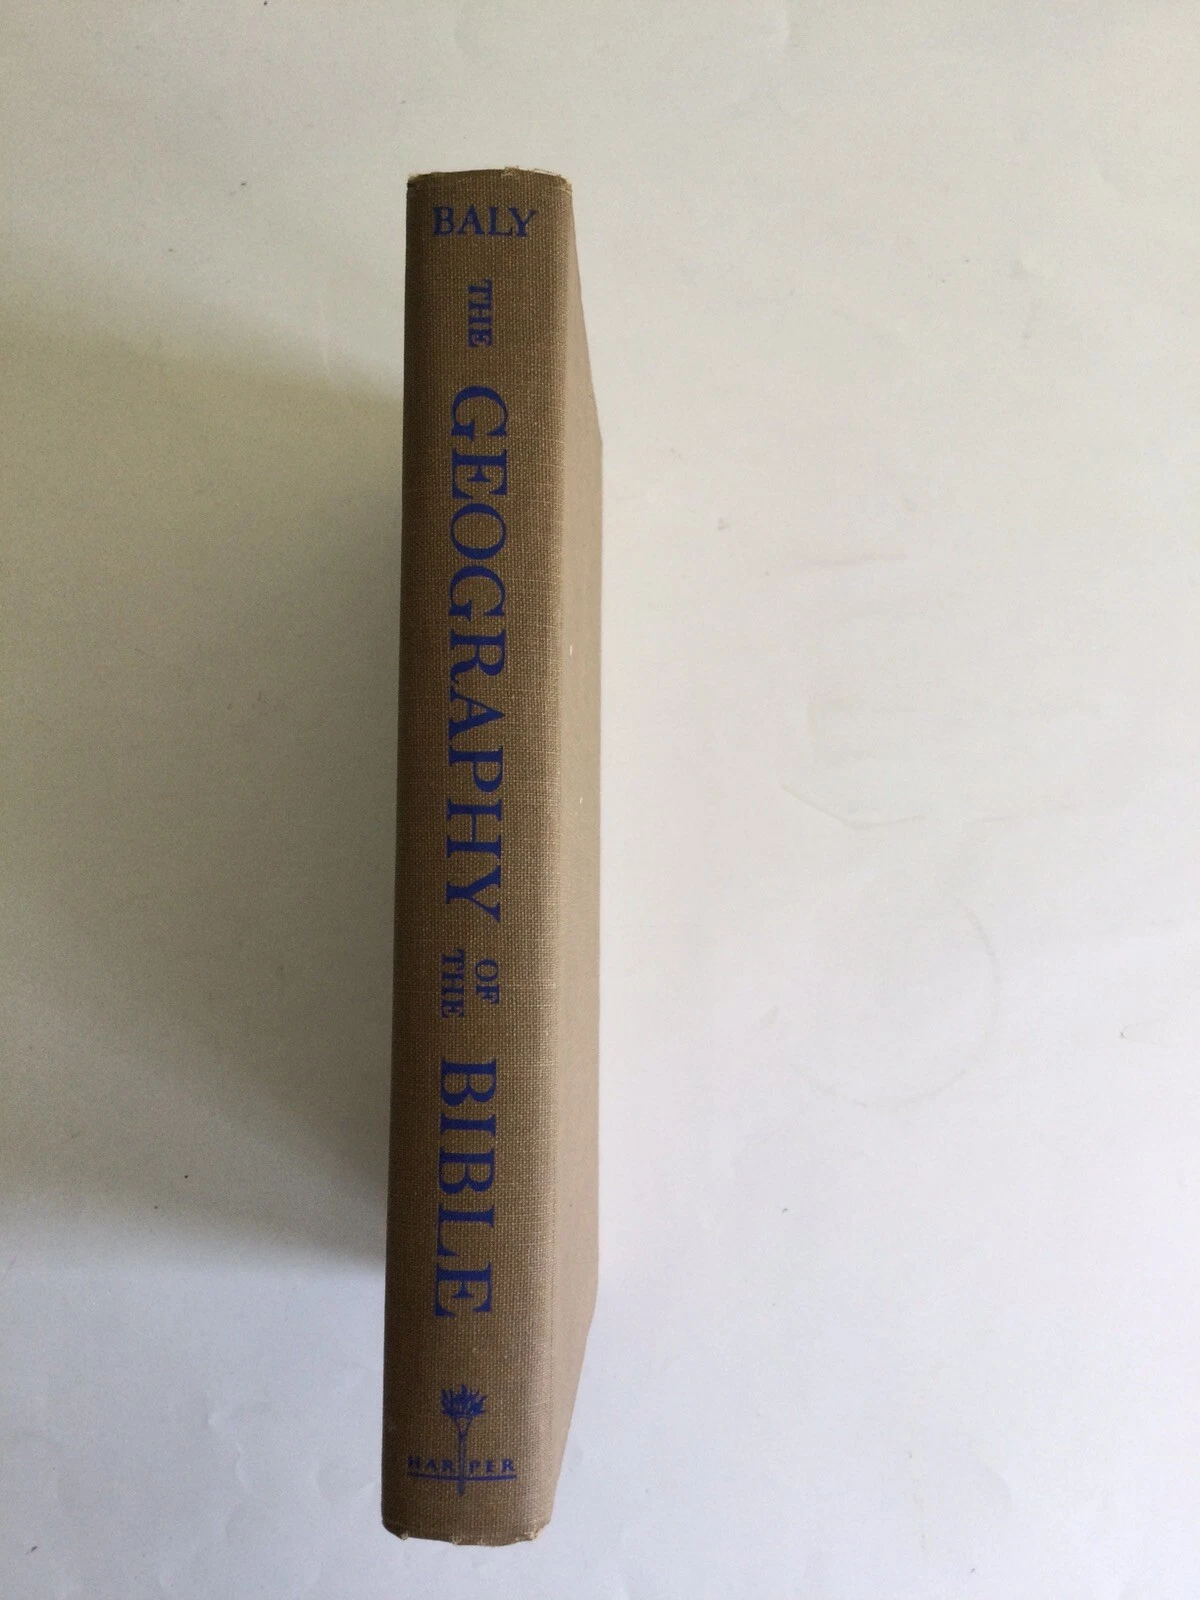 BALY
THE GEOGRAPHY OF THE BIBLE
HARPER